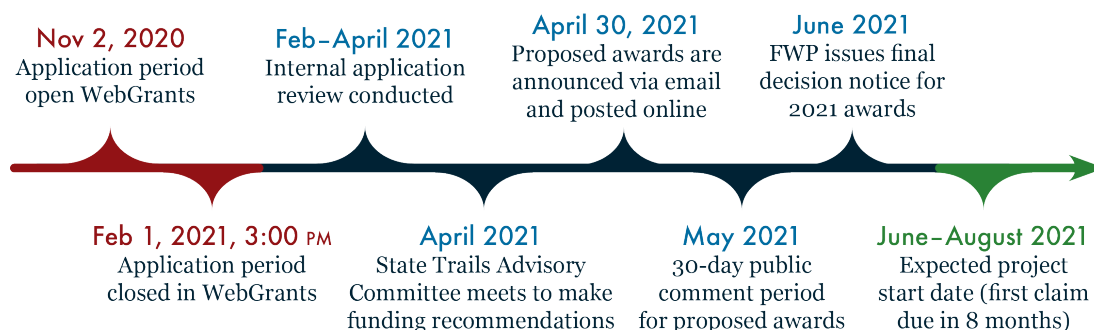 Nov 2, 2020
Application period
open WebGrants
Feb–April 2021
Internal application
review conducted
April 30, 2021
Proposed awards are
announced via email
and posted online
June 2021
FWP issues final
decision notice for
2021 awards
Feb 1, 2021, 3:00 PM
Application period
closed in WebGrants
April 2021
State Trails Advisory
Committee meets to make
funding recommendations
May 2021
30-day public
comment period
for proposed awards
June–August 2021
Expected project
start date (first claim
due in 8 months)